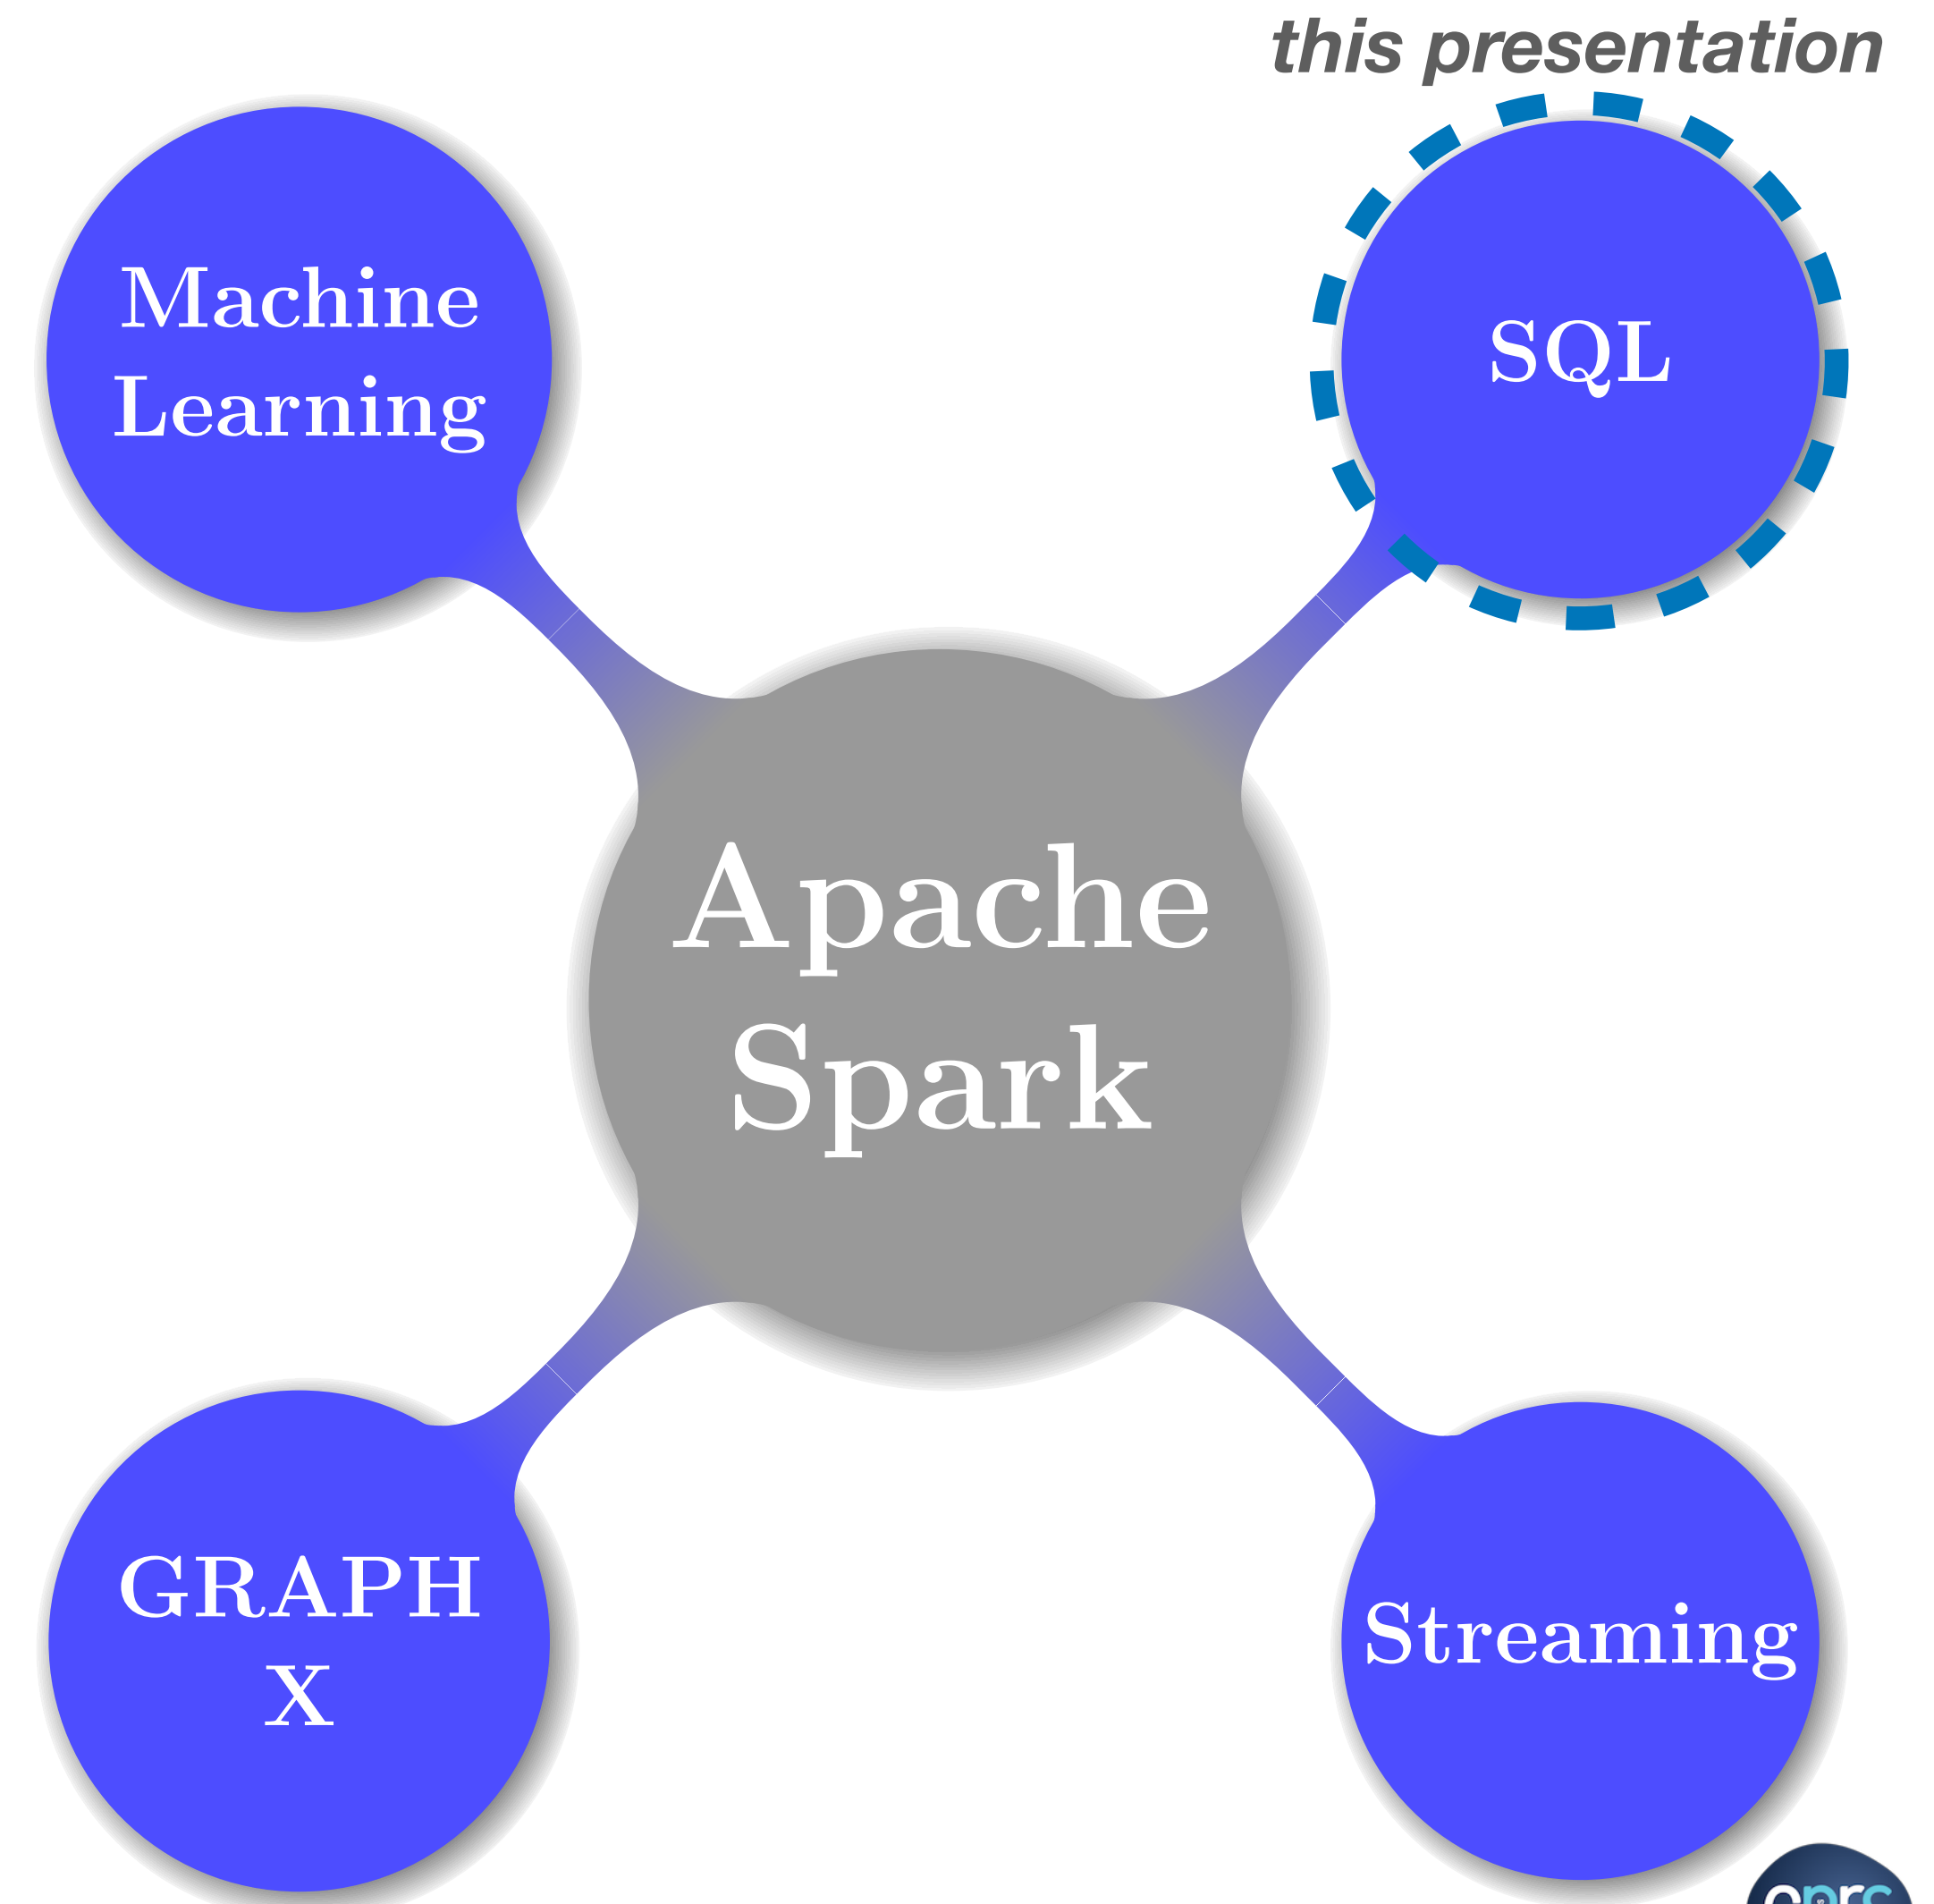 this presentation
Machine
Learning
SQL
Apache
Spark
GRAPH
X
Streaming